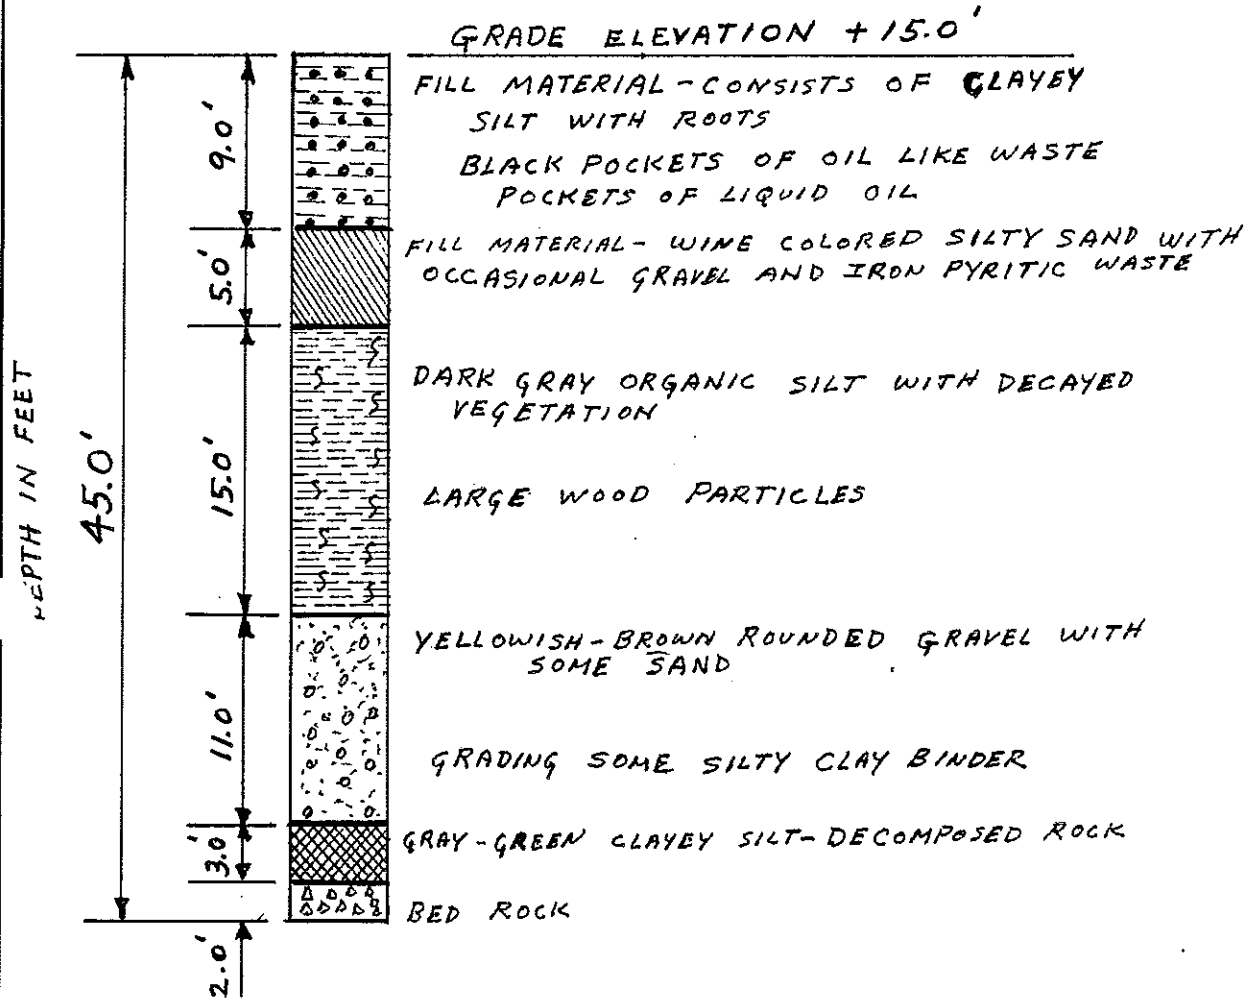 GRADE ELEVATION +15.0'
FILL MATERIAL - CONSISTS OF CLAYEY
SILT WITH ROOTS
BLACK POCKETS OF OIL LIKE WASTE
POCKETS OF LIQUID OIL
9.0'
FILL MATERIAL - WINE COLORED SILTY SAND WITH
OCCASIONAL GRAVEL AND IRON PYRITIC WASTE
5.0'
DEPTH IN FEET
45.0'
15.0'
DARK GRAY ORGANIC SILT WITH DECAYED
VEGETATION
LARGE WOOD PARTICLES
11.0'
YELLOWISH-BROWN ROUNDED GRAVEL WITH
SOME SAND
GRADING SOME SILTY CLAY BINDER
3.0'
GRAY-GREEN CLAYEY SILT-DECOMPOSED ROCK
BED ROCK
2.0'